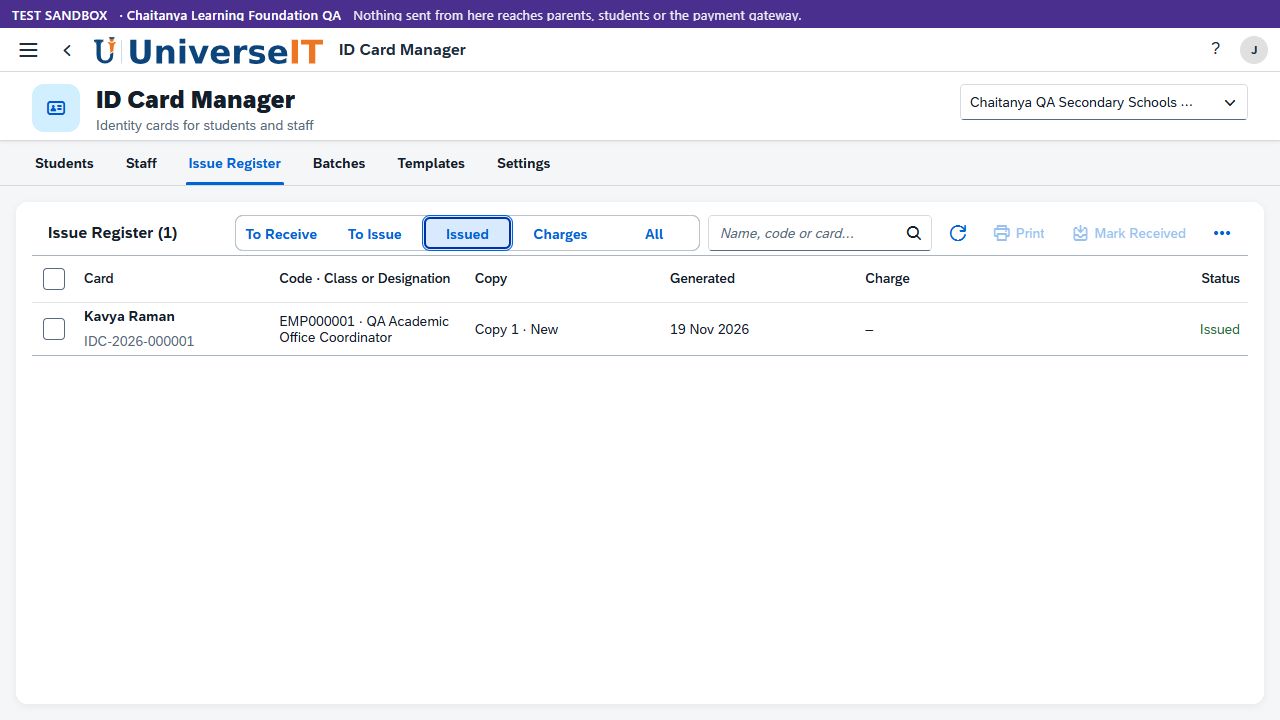 TEST SANDBOX · Chaitanya Learning Foundation QA Nothing sent from here reaches parents, students or the payment gateway.
UniverseIT ID Card Manager ? J
ID Card Manager
Identity cards for students and staff
Chaitanya QA Secondary Schools ...
Students Staff Issue Register Batches Templates Settings
Issue Register (1) To Receive To Issue Issued Charges All Name, code or card... Print Mark Received
Card Code · Class or Designation Copy Generated Charge Status
Kavya Raman
IDC-2026-000001
EMP000001 · QA Academic
Office Coordinator
Copy 1 · New
19 Nov 2026
–
Issued